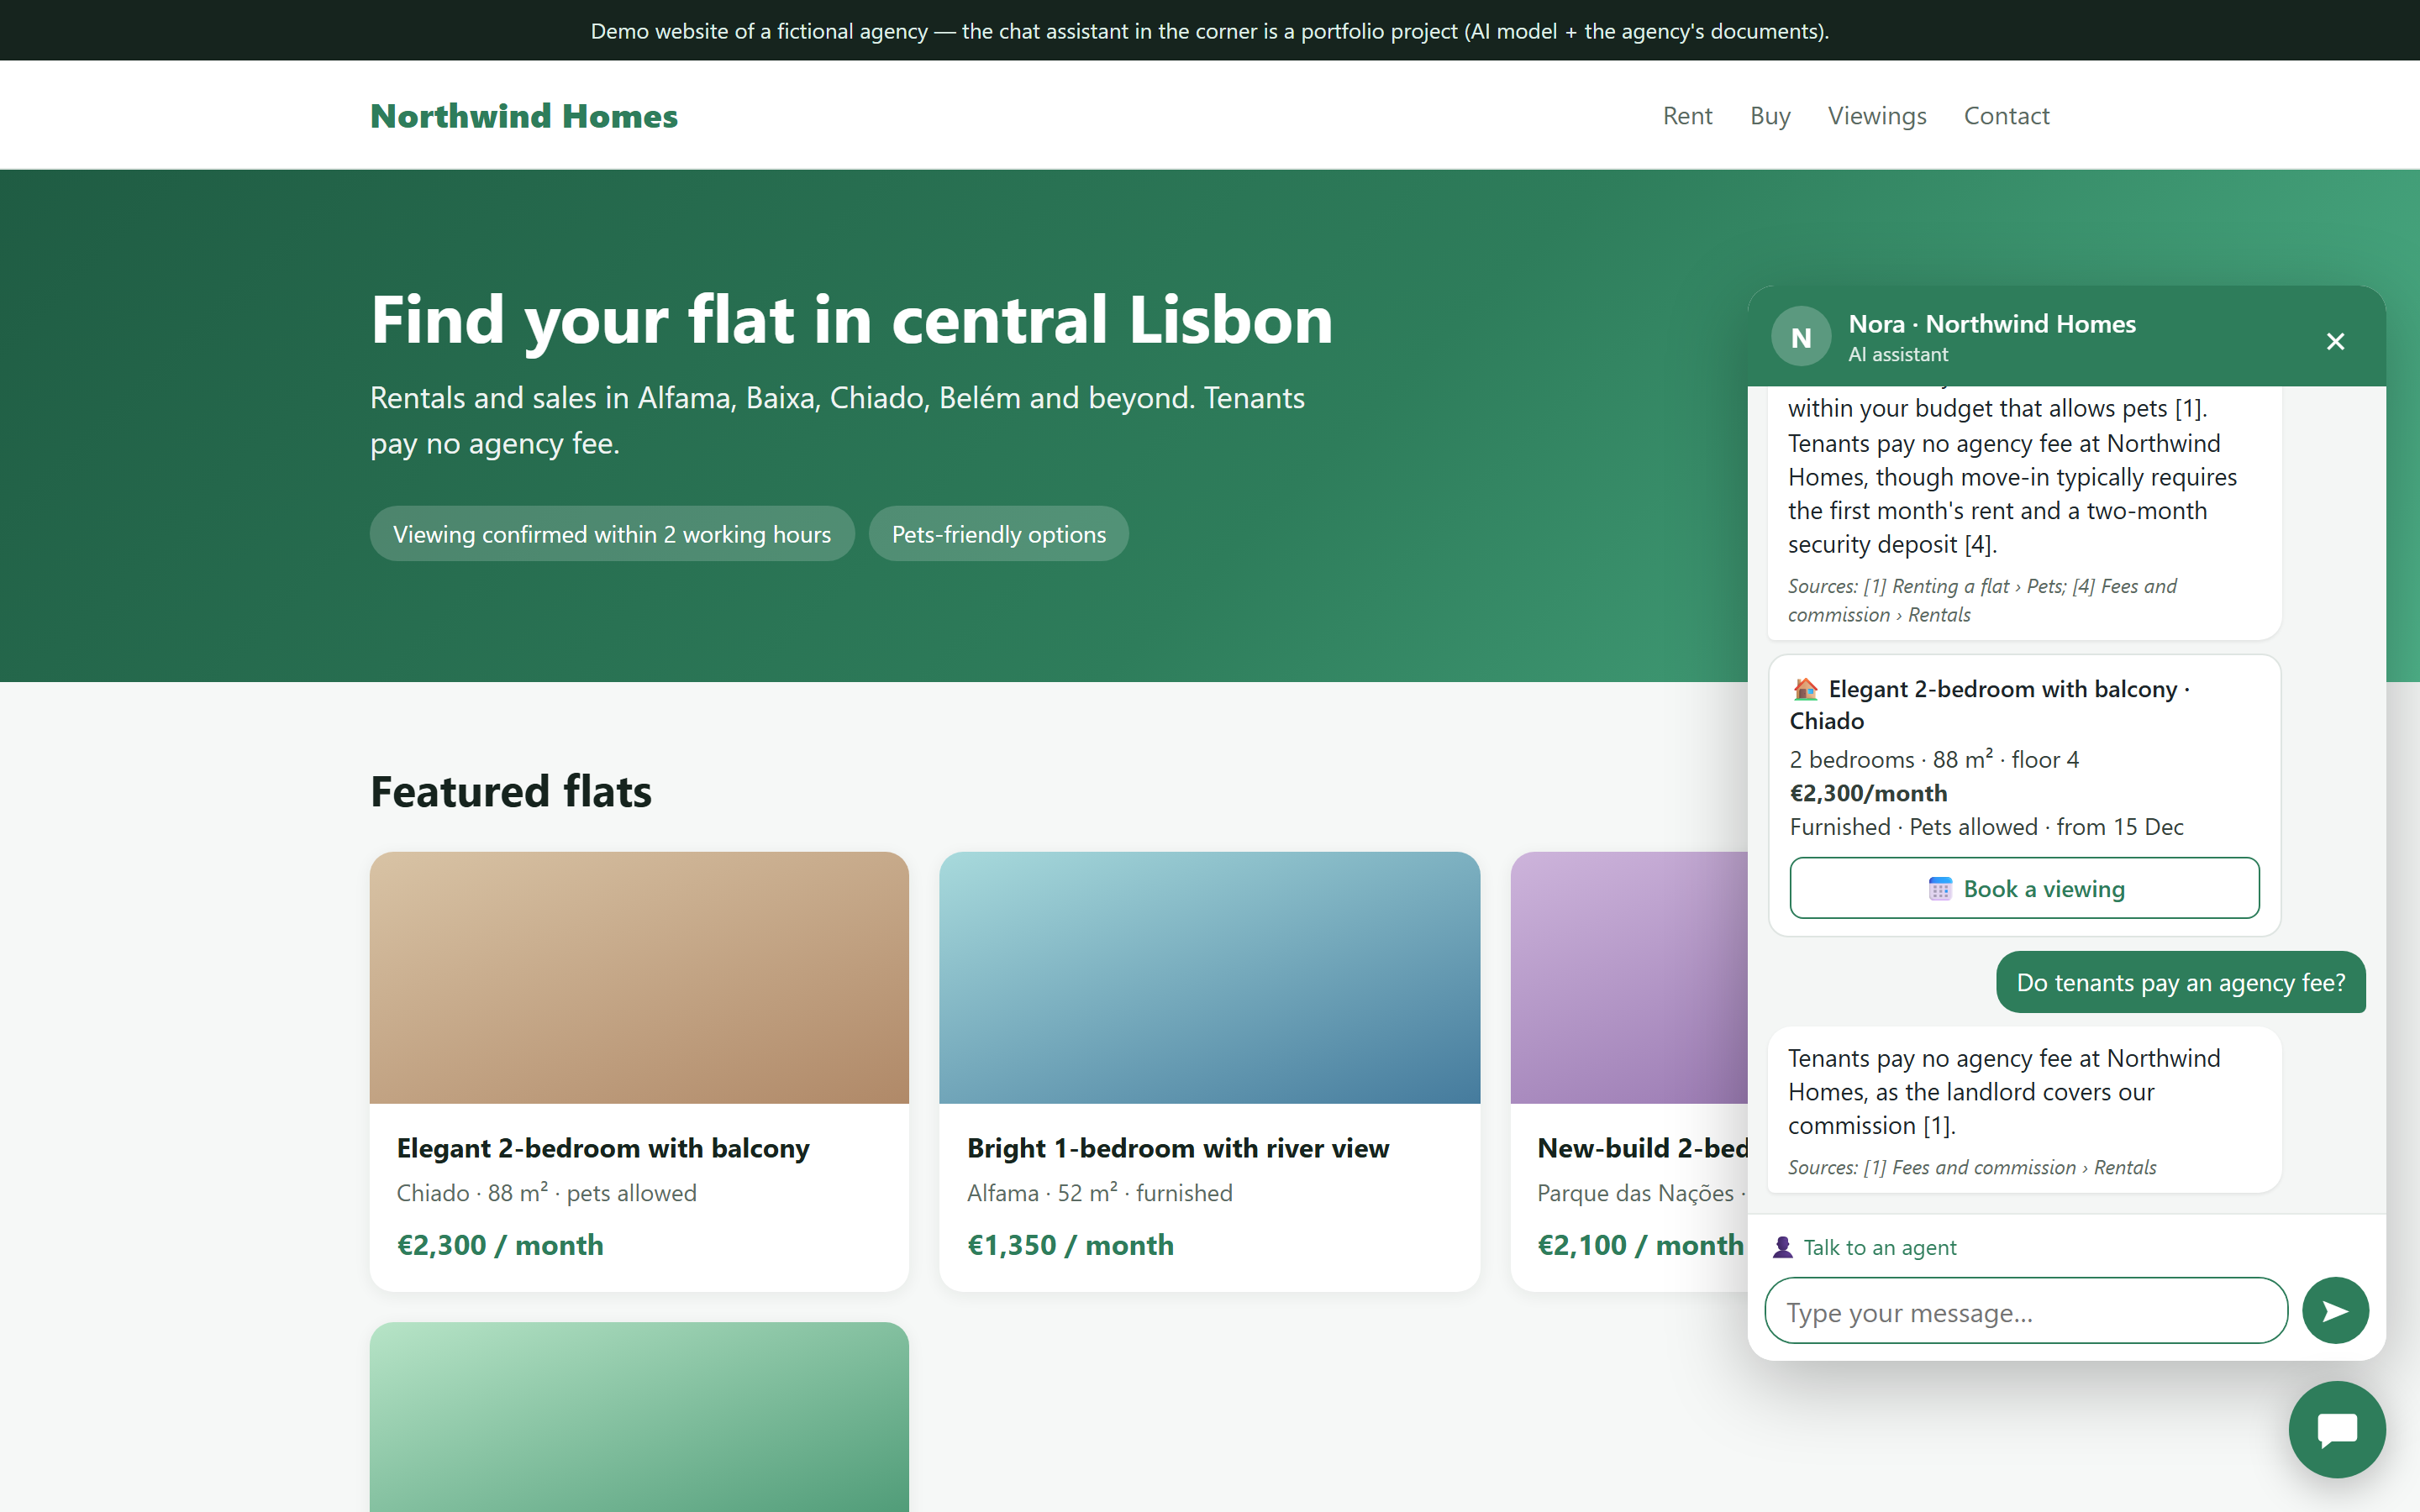 Demo website of a fictional agency — the chat assistant in the corner is a portfolio project (AI model + the agency's documents).
Northwind Homes
Rent Buy Viewings Contact
Find your flat in central Lisbon
Rentals and sales in Alfama, Baixa, Chiado, Belém and beyond. Tenants
pay no agency fee.
Viewing confirmed within 2 working hours
Pets-friendly options
Featured flats
Elegant 2-bedroom with balcony
Chiado · 88 m² · pets allowed
€2,300 / month
Bright 1-bedroom with river view
Alfama · 52 m² · furnished
€1,350 / month
New-build 2-bed
Parque das Nações ·
€2,100 / month
N
Nora · Northwind Homes
AI assistant
within your budget that allows pets [1].
Tenants pay no agency fee at Northwind
Homes, though move-in typically requires
the first month's rent and a two-month
security deposit [4].
Sources: [1] Renting a flat › Pets; [4] Fees and
commission › Rentals
Elegant 2-bedroom with balcony ·
Chiado
2 bedrooms · 88 m² · floor 4
€2,300/month
Furnished · Pets allowed · from 15 Dec
Book a viewing
Do tenants pay an agency fee?
Tenants pay no agency fee at Northwind
Homes, as the landlord covers our
commission [1].
Sources: [1] Fees and commission › Rentals
Talk to an agent
Type your message...